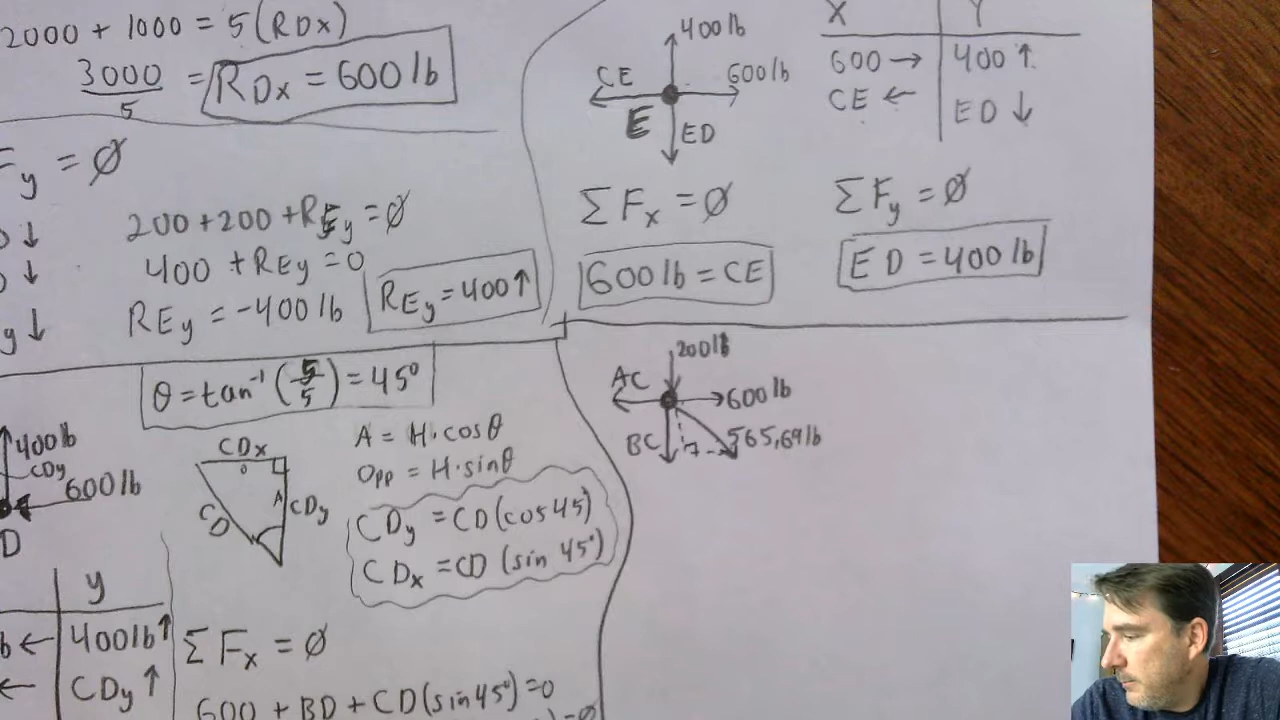 2000 + 1000 = 5(RDx)
3000
5
= RDx = 600 lb
y = Ø
↓
↓
y ↓
200 + 200 + REy = Ø
400 + REy = 0
REy = -400 lb
REy = 400↑
400 lb
CE
600 lb
E
ED
X
Y
600 →
400 ↑
CE ←
ED ↓
ΣFx = Ø
ΣFy = Ø
600 lb = CE
ED = 400 lb
θ = tan⁻¹ (5/5) = 45°
400 lb
CDy
600 lb
D
CDx
θ
A
CD
CDy
A = H·cosθ
Opp = H·sinθ
CDy = CD (cos 45)
CDx = CD (sin 45°)
y
b ←
400 lb ↑
←
CDy ↑
ΣFx = Ø
600 + BD + CD(sin 45°) = 0
200 lb
AC
600 lb
BC
565.69 lb